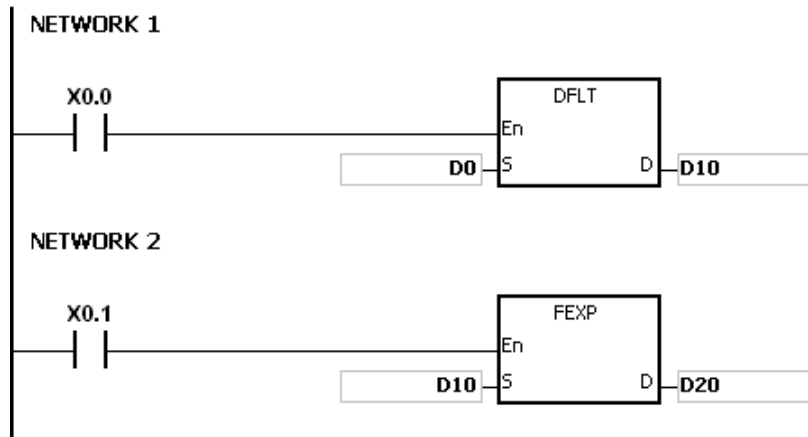 NETWORK 1
X0.0
DFLT
En
D0 S D D10
NETWORK 2
X0.1
FEXP
En
D10 S D D20